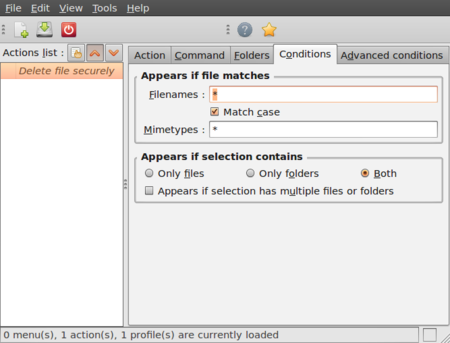 File Edit View Tools Help
Actions list :
Delete file securely
Action Command Folders Conditions Advanced conditions
Appears if file matches
Filenames : *
Match case
Mimetypes : *
Appears if selection contains
Only files Only folders Both
Appears if selection has multiple files or folders
0 menu(s), 1 action(s), 1 profile(s) are currently loaded